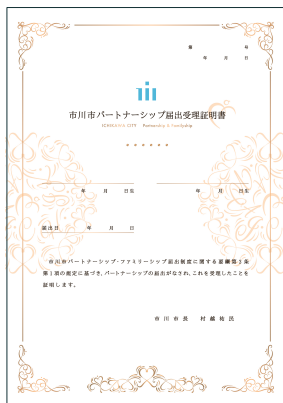 第　　　　号
年　　月　　日
市川市パートナーシップ届出受理証明書
ICHIKAWA CITY　Partnership & Familyship
年　　月　　日生　　　　年　　月　　日生
届出日　　　年　　月　　日
市川市パートナーシップ・ファミリーシップ届出制度に関する要綱第3条
第1項の規定に基づき、パートナーシップの届出がなされ、これを受理したことを
証明します。
市川市長　村越祐民